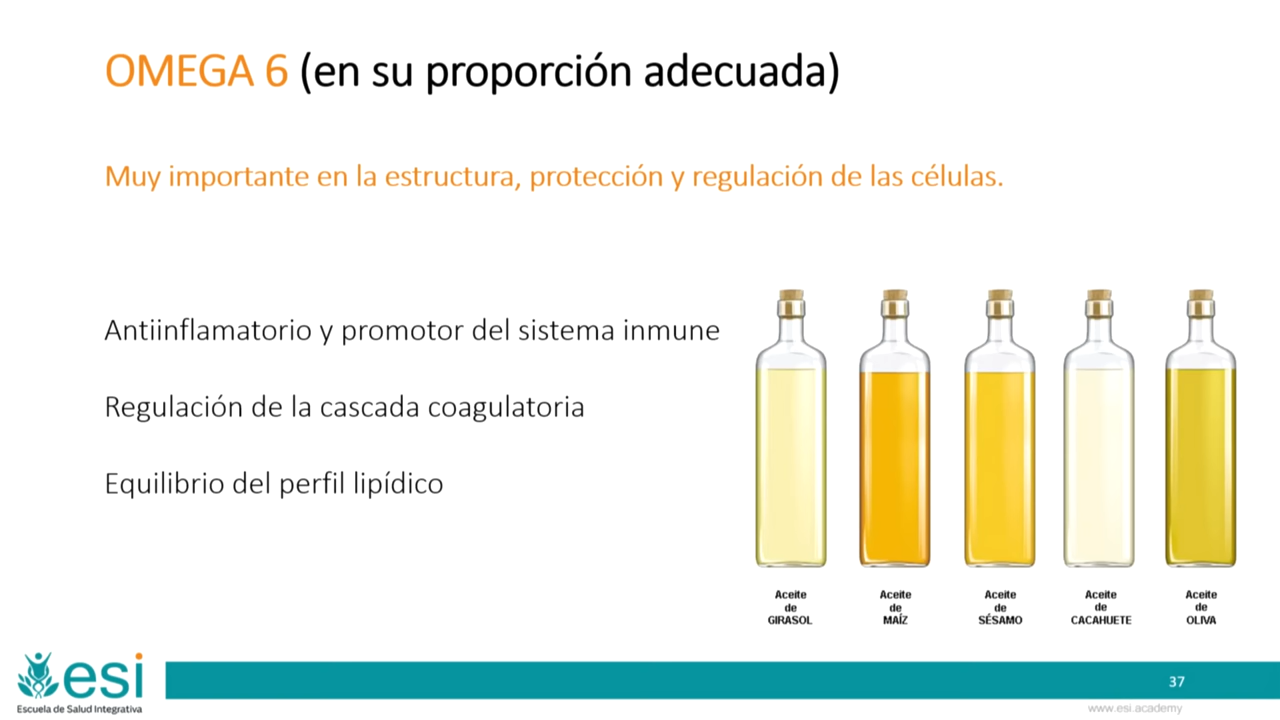 OMEGA 6 (en su proporción adecuada)
Muy importante en la estructura, protección y regulación de las células.
Antiinflamatorio y promotor del sistema inmune
Regulación de la cascada coagulatoria
Equilibrio del perfil lipídico
Aceite
de
GIRASOL
Aceite
de
MAÍZ
Aceite
de
SÉSAMO
Aceite
de
CACAHUETE
Aceite
de
OLIVA
esi
Escuela de Salud Integrativa
37
www.esi.academy